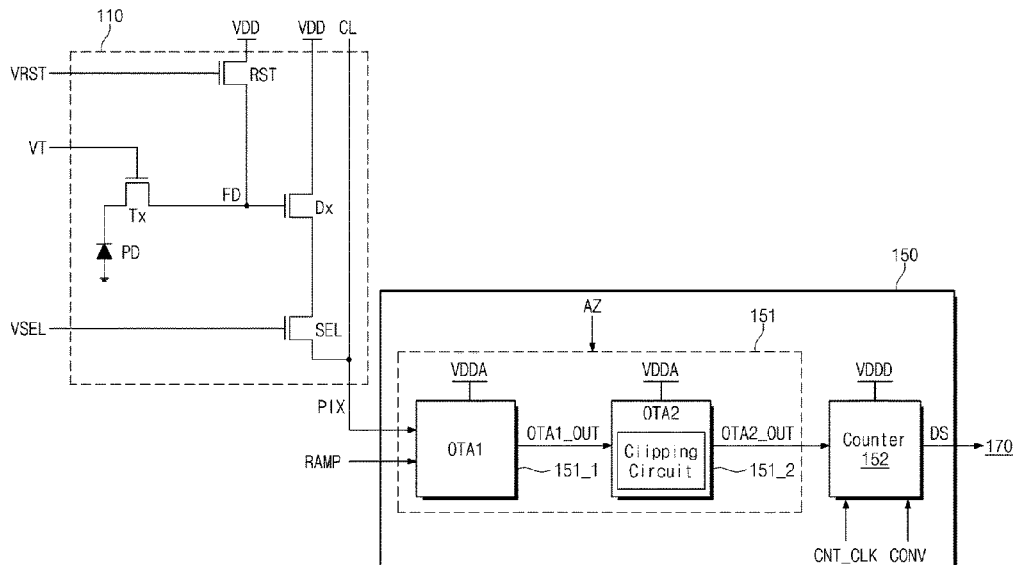 110
VDD
VDD
CL
VRST
RST
VT
Tx
FD
Dx
PD
VSEL
SEL
150
AZ
151
PIX
VDDA
VDDA
VDDD
OTA1
OTA1_OUT
OTA2
Clipping
Circuit
OTA2_OUT
Counter
152
DS
170
RAMP
151_1
151_2
CNT_CLK
CONV